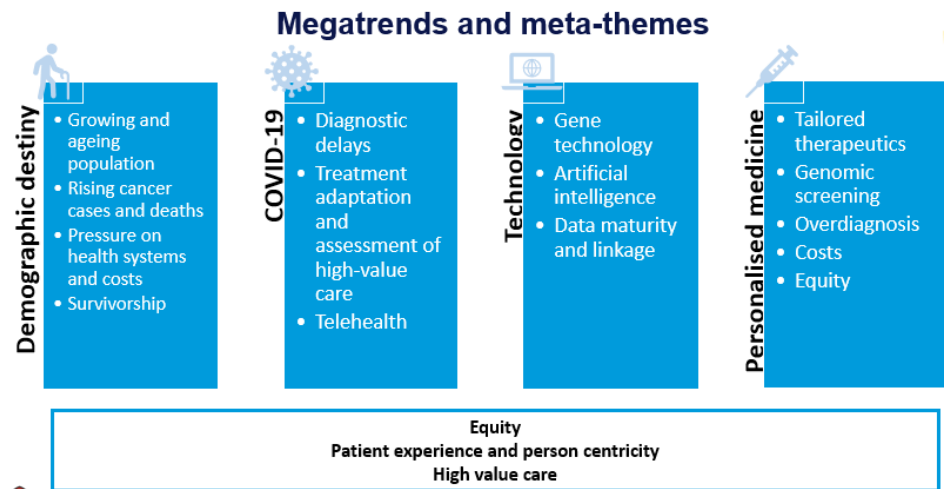 Megatrends and meta-themes
Demographic destiny
• Growing and
ageing
population
• Rising cancer
cases and deaths
• Pressure on
health systems
and costs
• Survivorship
COVID-19
• Diagnostic
delays
• Treatment
adaptation
and
assessment of
high-value
care
• Telehealth
Technology
• Gene
technology
• Artificial
intelligence
• Data maturity
and linkage
Personalised medicine
• Tailored
therapeutics
• Genomic
screening
• Overdiagnosis
• Costs
• Equity
Equity
Patient experience and person centricity
High value care